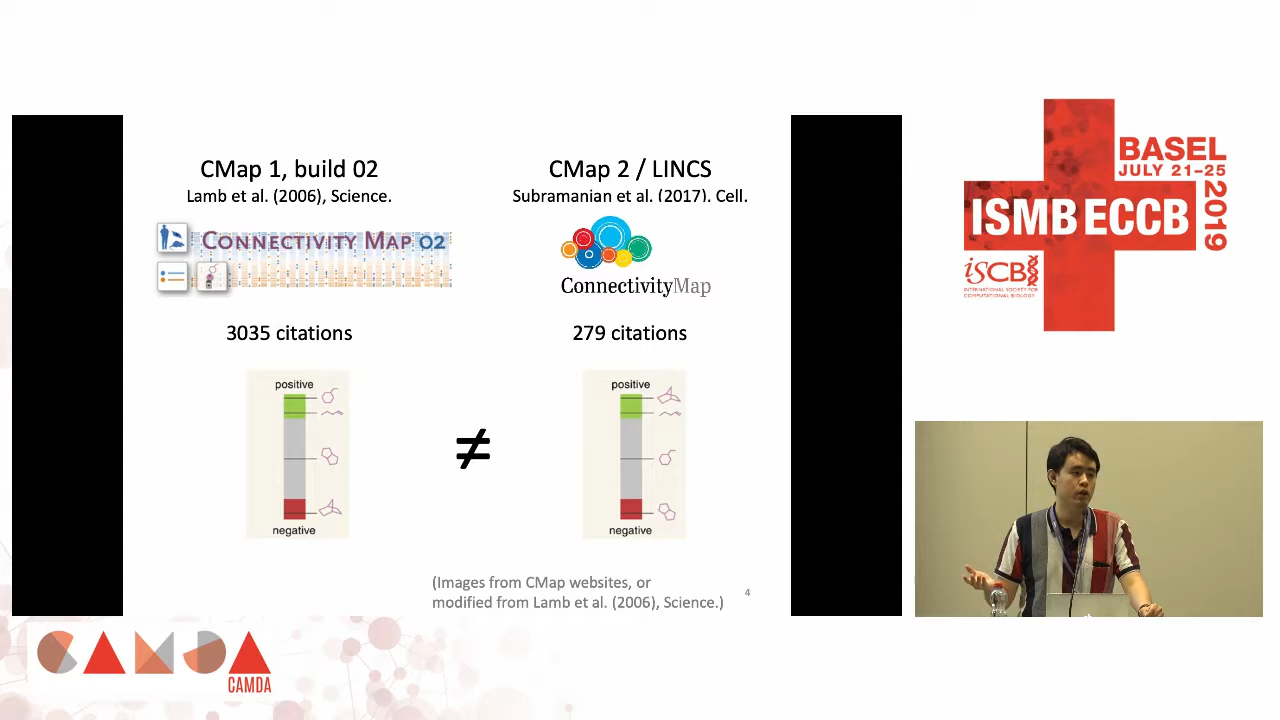 CMap 1, build 02
Lamb et al. (2006), Science.
CONNECTIVITY MAP 02
3035 citations
positive
negative
≠
CMap 2 / LINCS
Subramanian et al. (2017). Cell.
ConnectivityMap
279 citations
positive
negative
(Images from CMap websites, or
modified from Lamb et al. (2006), Science.)
4
BASEL
JULY 21–25
2019
ISMB ECCB
ISCB
INTERNATIONAL SOCIETY FOR
COMPUTATIONAL BIOLOGY
CAMDA
CAMDA